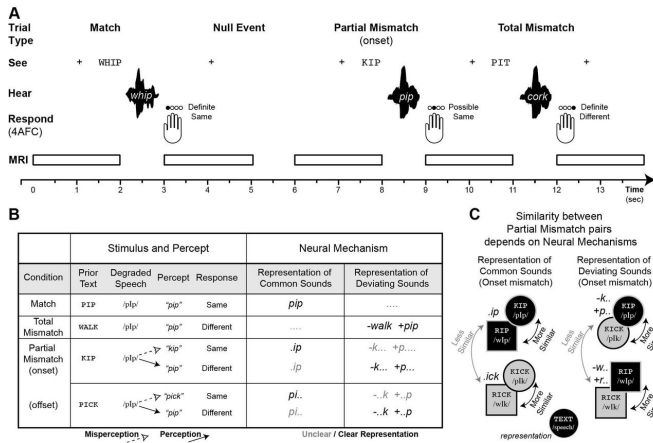 A
Trial Type
Match
Null Event
Partial Mismatch (onset)
Total Mismatch
See
+ WHIP + + KIP + PIT +
Hear
whip pip cork
Respond (4AFC)
Definite Same
Possible Same
Definite Different
MRI
0 1 2 3 4 5 6 7 8 9 10 11 12 13 Time (sec)
B
Stimulus and Percept Neural Mechanism
Condition Prior Text Degraded Speech Percept Response Representation of Common Sounds Representation of Deviating Sounds
Match PIP /pIp/ "pip" Same pip ....
Total Mismatch WALK /pIp/ "pip" Different .... -walk +pip
Partial Mismatch (onset) KIP /pIp/ "kip" Same .ip -k... +p....
"pip" Different .ip -k... +p...
(offset) PICK /pIp/ "pick" Same pi.. -..k +..p
"pip" Different pi.. -..k +..p
Misperception Perception
Unclear / Clear Representation
C
Similarity between
Partial Mismatch pairs
depends on Neural Mechanisms
Representation of Common Sounds (Onset mismatch)
Representation of Deviating Sounds (Onset mismatch)
.ip
KIP /pIp/
RIP /wIp/
More Similar
Less Similar
.ick
KICK /pIk/
RICK /wIk/
More Similar
-k.. +p..
KIP /pIp/
KICK /pIk/
More Similar
Less Similar
-w.. +r..
RIP /wIp/
RICK /wIk/
More Similar
representation
TEXT /speech/